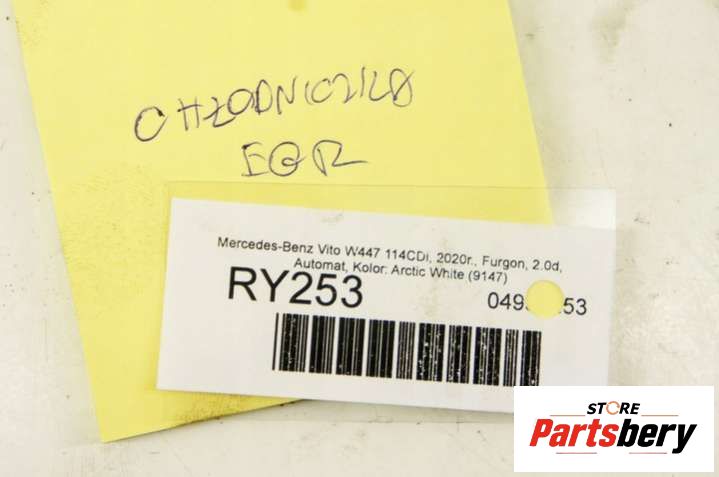 CHŁODNICZKA
EGR
Mercedes-Benz Vito W447 114CDi, 2020r., Furgon, 2.0d,
Automat, Kolor: Arctic White (9147)
RY253
STORE
Partsbery